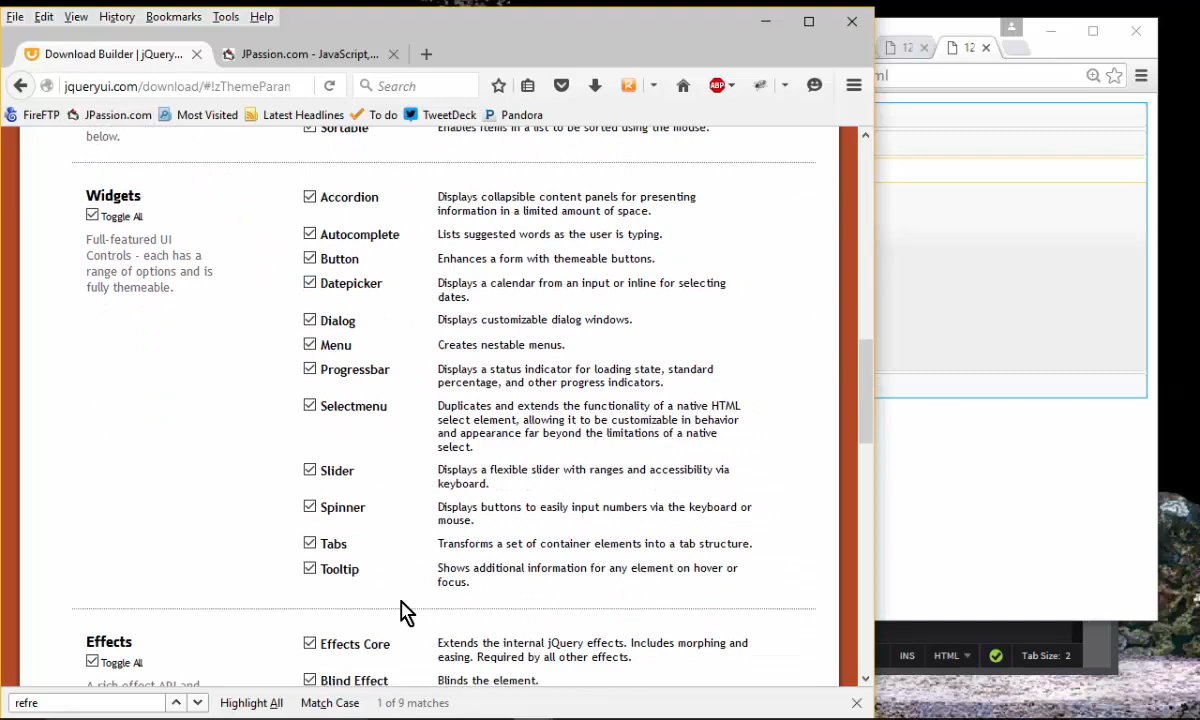 File Edit View History Bookmarks Tools Help
Download Builder | jQuery...
JPassion.com - JavaScript,...
12
12
jqueryui.com/download/#!zThemeParan
Search
ABP
ml
FireFTP JPassion.com Most Visited Latest Headlines To do TweetDeck Pandora
below.
Sortable
Enables items in a list to be sorted using the mouse.
Widgets
Toggle All
Full-featured UI
Controls - each has a
range of options and is
fully themeable.
Accordion
Displays collapsible content panels for presenting
information in a limited amount of space.
Autocomplete
Lists suggested words as the user is typing.
Button
Enhances a form with themeable buttons.
Datepicker
Displays a calendar from an input or inline for selecting
dates.
Dialog
Displays customizable dialog windows.
Menu
Creates nestable menus.
Progressbar
Displays a status indicator for loading state, standard
percentage, and other progress indicators.
Selectmenu
Duplicates and extends the functionality of a native HTML
select element, allowing it to be customizable in behavior
and appearance far beyond the limitations of a native
select.
Slider
Displays a flexible slider with ranges and accessibility via
keyboard.
Spinner
Displays buttons to easily input numbers via the keyboard or
mouse.
Tabs
Transforms a set of container elements into a tab structure.
Tooltip
Shows additional information for any element on hover or
focus.
Effects
Toggle All
A rich effect API and
Effects Core
Extends the internal jQuery effects. Includes morphing and
easing. Required by all other effects.
Blind Effect
Blinds the element.
INS HTML Tab Size: 2
refre
Highlight All Match Case 1 of 9 matches